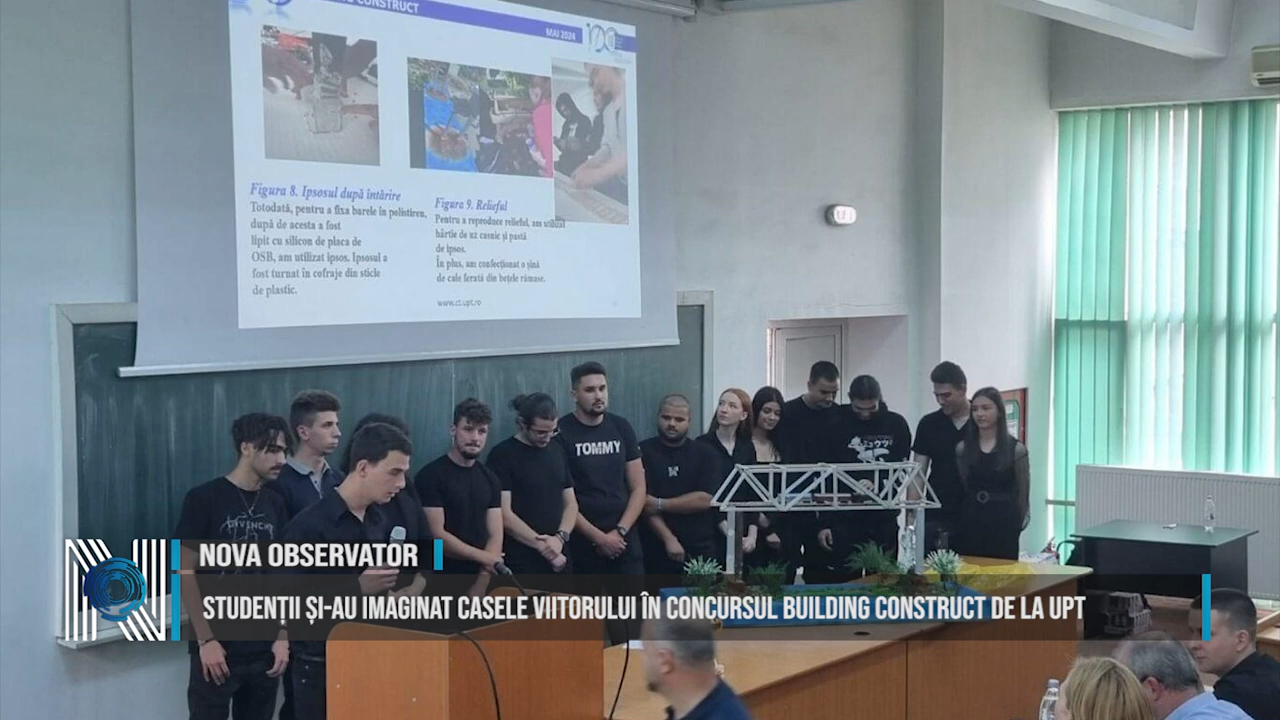 CONSTRUCT
MAI 2024
Figura 8. Ipsosul după întărire
Totodată, pentru a fixa barele în polistiren,
după de acesta a fost
lipit cu silicon de placa de
OSB, am utilizat ipsos. Ipsosul a
fost turnat în cofraje din sticle
de plastic.
Figura 9. Relieful
Pentru a reproduce relieful, am utilizat
hârtie de uz casnic și pastă
de ipsos.
În plus, am confecționat o șină
de cale ferată din bețele rămase.
www.ct.upt.ro
TOMMY
GIVENCHY
NOVA OBSERVATOR
STUDENȚII ȘI-AU IMAGINAT CASELE VIITORULUI ÎN CONCURSUL BUILDING CONSTRUCT DE LA UPT